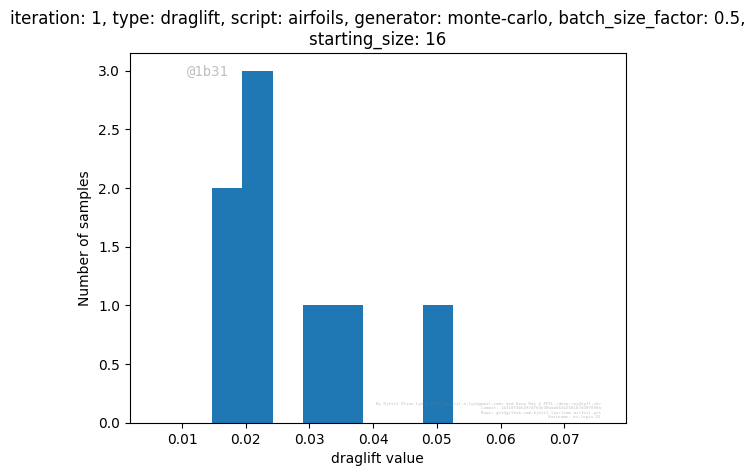 iteration: 1, type: draglift, script: airfoils, generator: monte-carlo, batch_size_factor: 0.5,
starting_size: 16
@1b31
3.0
2.5
2.0
1.5
1.0
0.5
0.0
Number of samples
0.01 0.02 0.03 0.04 0.05 0.06 0.07
draglift value